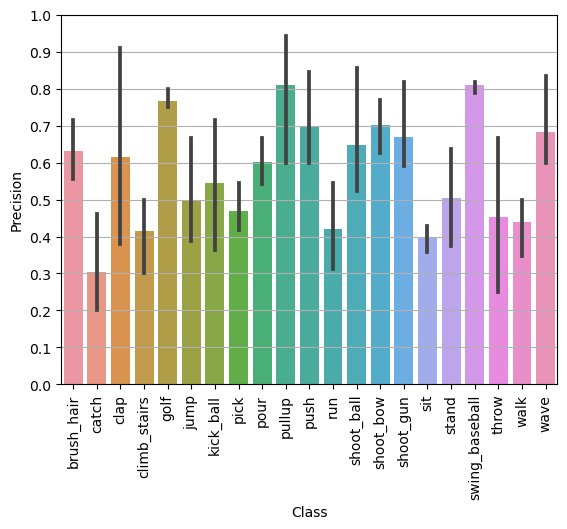 1.0
0.9
0.8
0.7
0.6
0.5
0.4
0.3
0.2
0.1
0.0
Precision
brush_hair
catch
clap
climb_stairs
golf
jump
kick_ball
pick
pour
pullup
push
run
shoot_ball
shoot_bow
shoot_gun
sit
stand
swing_baseball
throw
walk
wave
Class